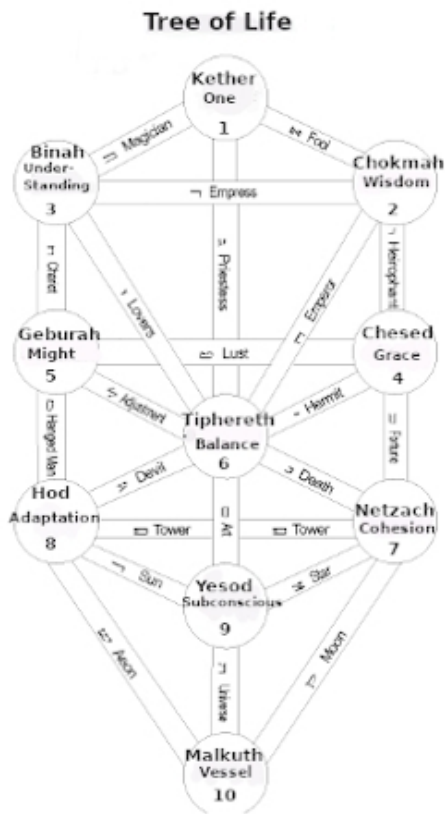 Tree of Life
Kether
One
1
Magician
Fool
Binah
Under-
Standing
3
Chokmah
Wisdom
2
Empress
Priestess
Chariot
Heirophant
Lovers
Emperor
Geburah
Might
5
Lust
Chesed
Grace
4
Adjustment
Hermit
Tiphereth
Balance
6
Hanged Man
Fortune
Devil
Death
Hod
Adaptation
8
Tower
Art
Tower
Netzach
Cohesion
7
Sun
Star
Yesod
Subconscious
9
Aeon
Universe
Moon
Malkuth
Vessel
10